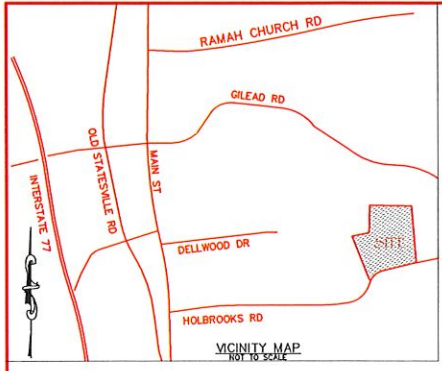 RAMAH CHURCH RD
GILEAD RD
OLD STATESVILLE RD
MAIN ST
INTERSTATE 77
SITE
DELLWOOD DR
HOLBROOKS RD
VICINITY MAP
NOT TO SCALE